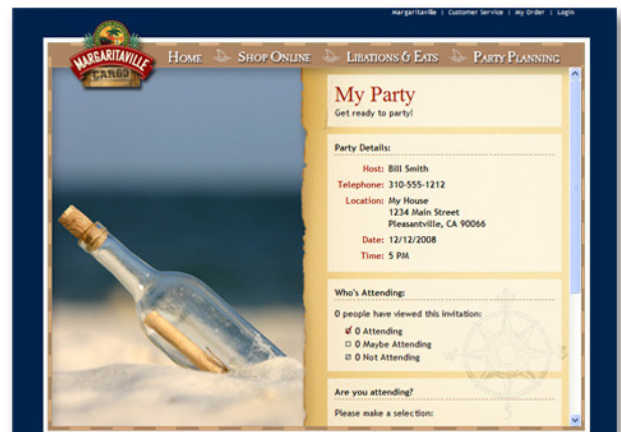 Margaritaville | Customer Service | My Order | Login
MARGARITAVILLE
CARGO
HOME SHOP ONLINE LIBATIONS & EATS PARTY PLANNING
My Party
Get ready to party!
Party Details:
Host: Bill Smith
Telephone: 310-555-1212
Location: My House
1234 Main Street
Pleasantville, CA 90066
Date: 12/12/2008
Time: 5 PM
Who's Attending:
0 people have viewed this invitation:
0 Attending
0 Maybe Attending
0 Not Attending
Are you attending?
Please make a selection: